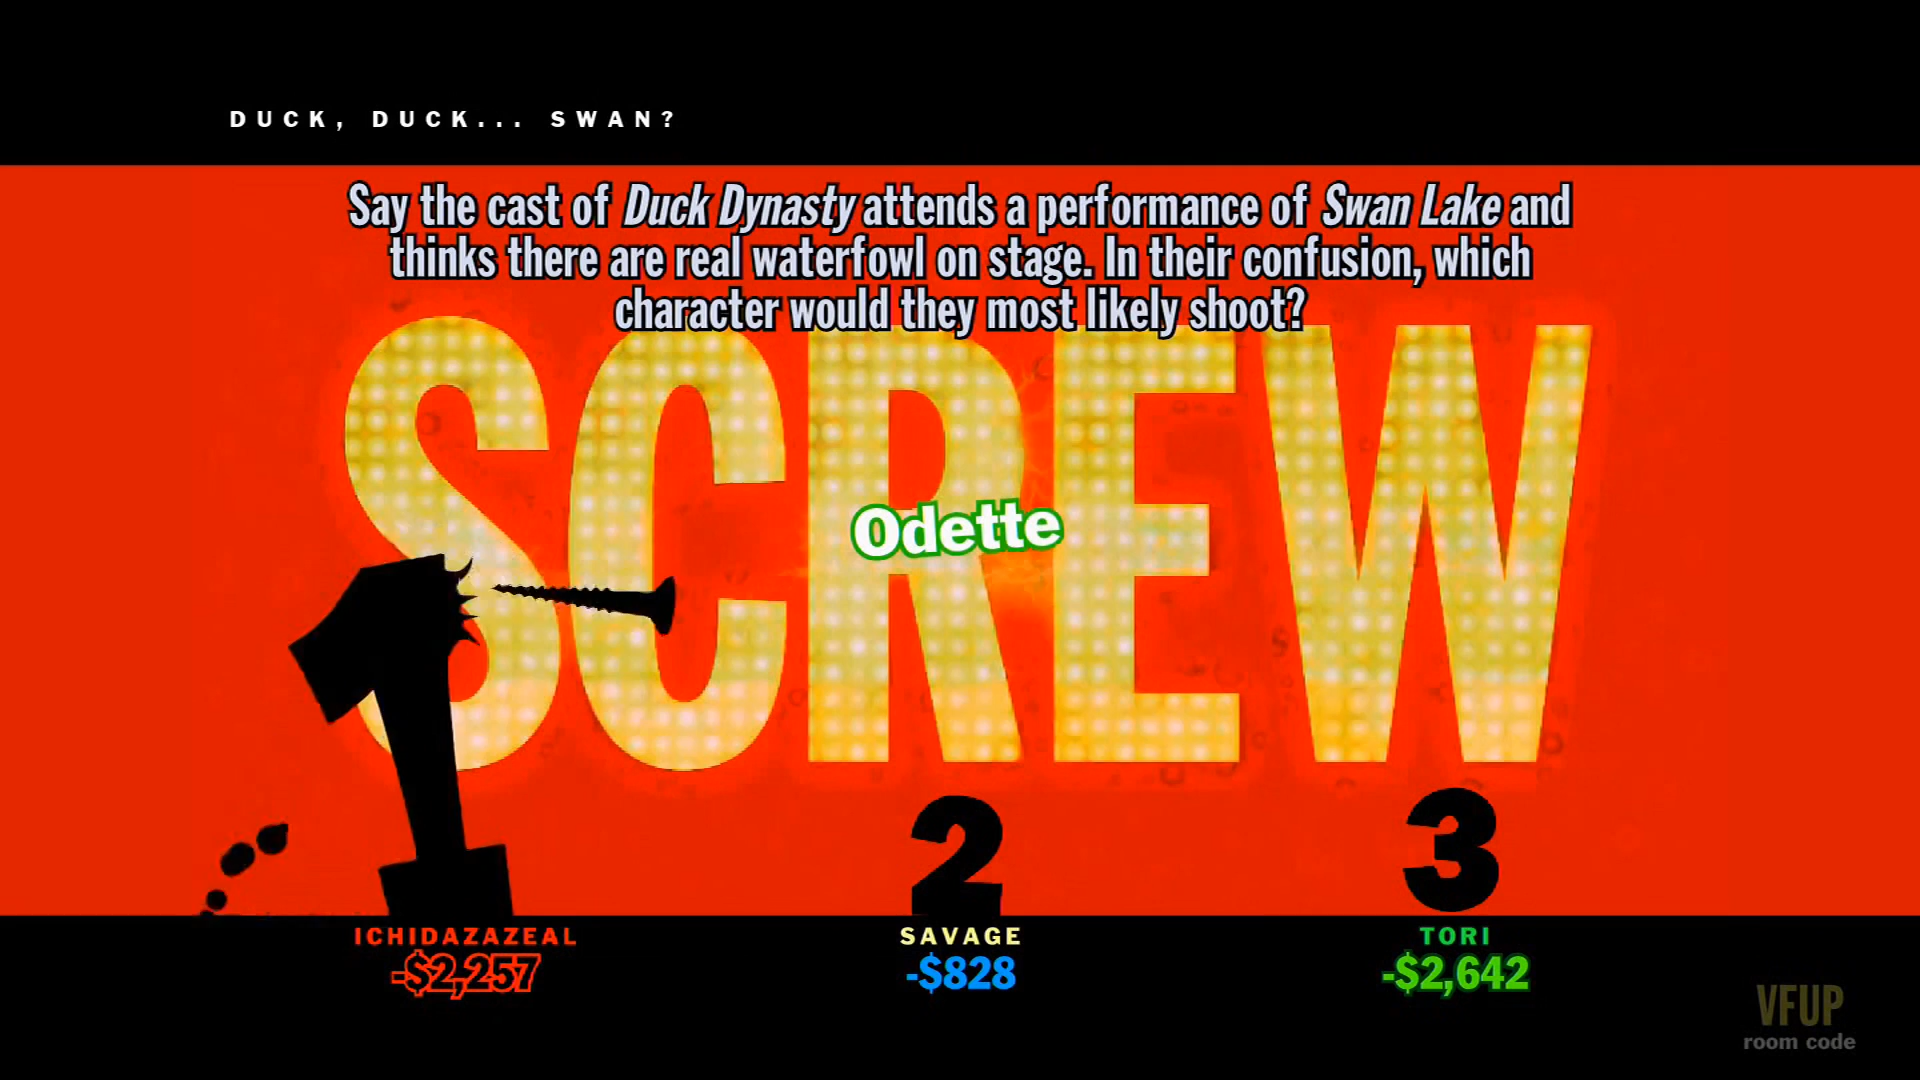 DUCK, DUCK... SWAN?
Say the cast of Duck Dynasty attends a performance of Swan Lake and
thinks there are real waterfowl on stage. In their confusion, which
character would they most likely shoot?
SCREW
Odette
1
2
3
ICHIDAZAZEAL
SAVAGE
TORI
-$2,257
-$828
-$2,642
VFUP
room code